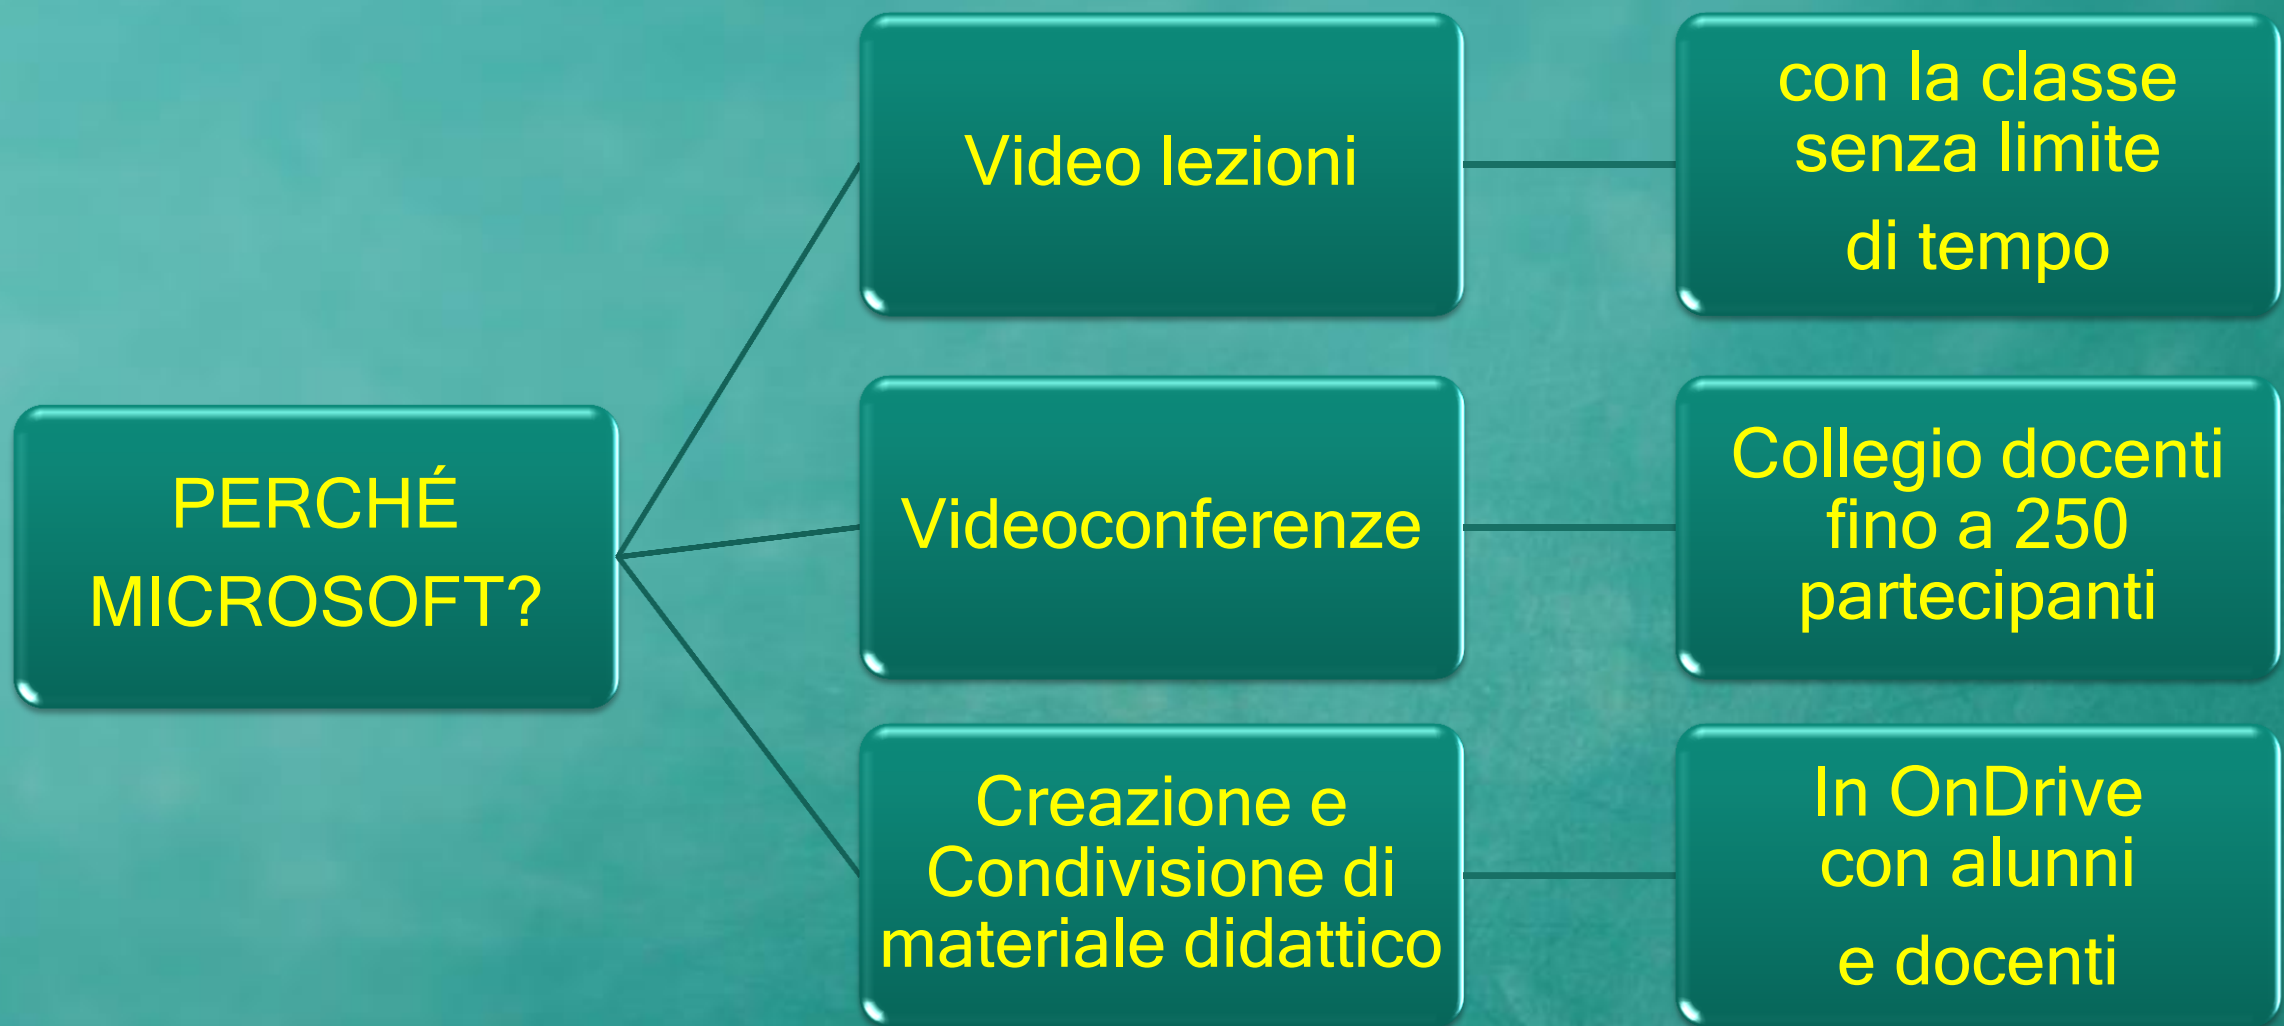 PERCHÉ
MICROSOFT?
Video lezioni
con la classe
senza limite
di tempo
Videoconferenze
Collegio docenti
fino a 250
partecipanti
Creazione e
Condivisione di
materiale didattico
In OnDrive
con alunni
e docenti